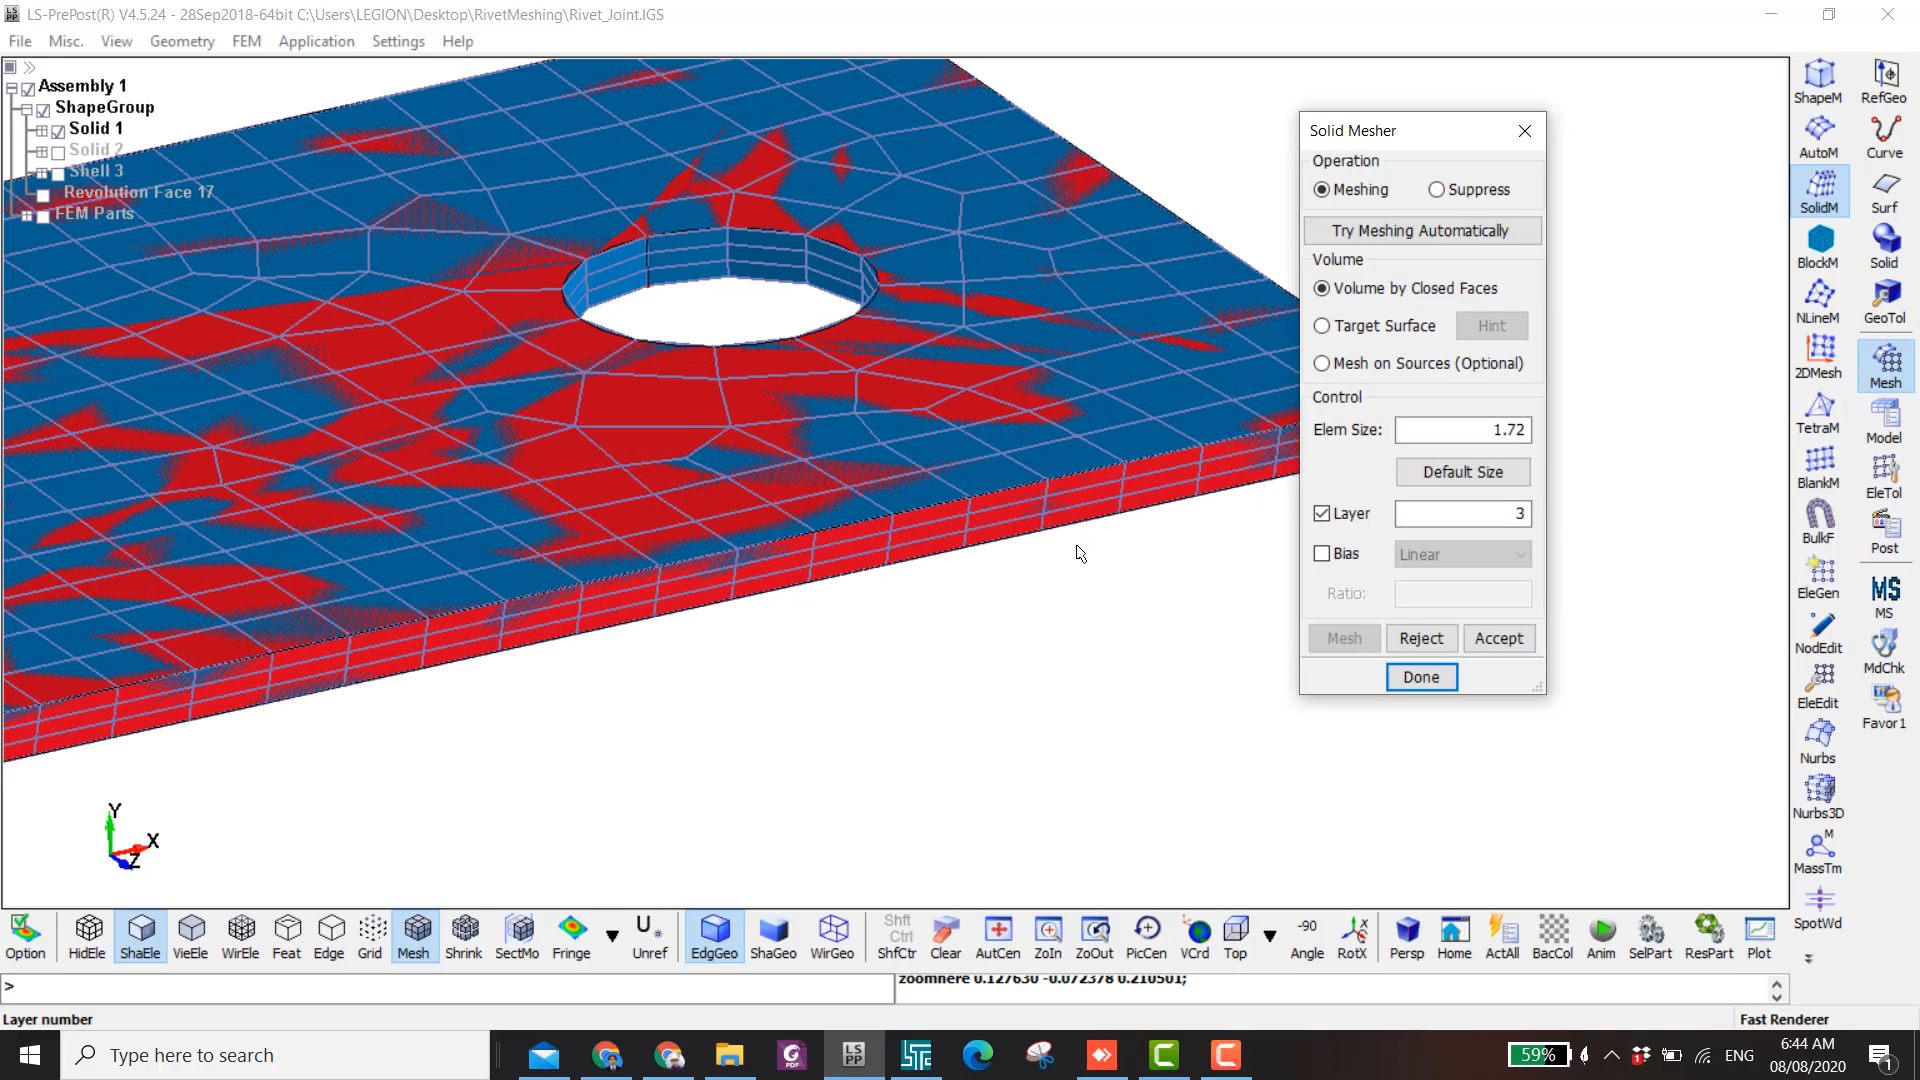 LS-PrePost(R) V4.5.24 - 28Sep2018-64bit C:\Users\LEGION\Desktop\RivetMeshing\Rivet_Joint.IGS
File Misc. View Geometry FEM Application Settings Help
Assembly 1
ShapeGroup
Solid 1
Solid 2
Shell 3
Revolution Face 17
FEM Parts
Y
X
Z
Solid Mesher
Operation
Meshing Suppress
Try Meshing Automatically
Volume
Volume by Closed Faces
Target Surface Hint
Mesh on Sources (Optional)
Control
Elem Size: 1.72
Default Size
Layer 3
Bias Linear
Ratio:
Mesh Reject Accept
Done
ShapeM RefGeo
AutoM Curve
SolidM Surf
BlockM Solid
NLineM GeoTol
2DMesh Mesh
TetraM Model
BlankM EleTol
BulkF Post
EleGen MS
MS
NodEdit MdChk
EleEdit Favor1
Nurbs
Nurbs3D
M
MassTm
SpotWd
U
Shft
Ctrl
-90
Option HidEle ShaEle VieEle WirEle Feat Edge Grid Mesh Shrink SectMo Fringe Unref EdgGeo ShaGeo WirGeo ShfCtr Clear AutCen ZoIn ZoOut PicCen VCrd Top Angle RotX Persp Home ActAll BacCol Anim SelPart ResPart Plot
> zoomhere 0.127630 -0.072378 0.210501;
Layer number Fast Renderer
Type here to search
PDF
LS
PP
59%
1
ENG
6:44 AM
08/08/2020
1